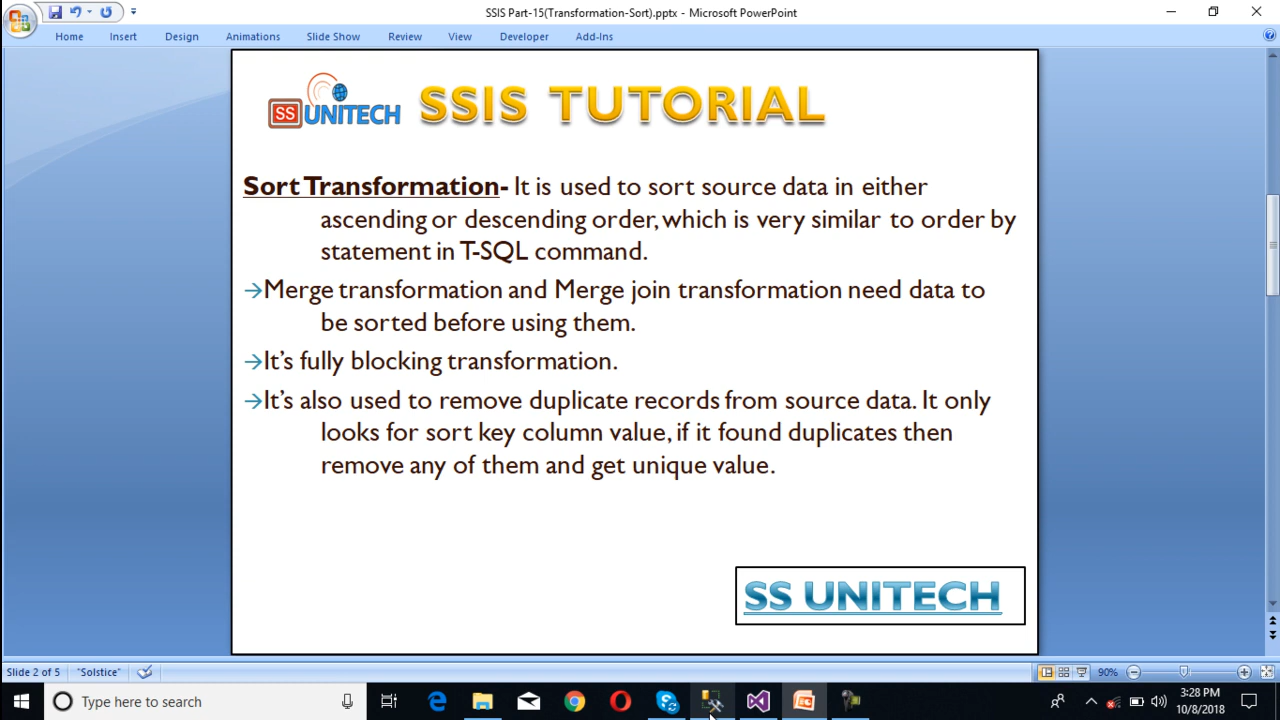 SSIS Part-15(Transformation-Sort).pptx - Microsoft PowerPoint
Home Insert Design Animations Slide Show Review View Developer Add-Ins
SS UNITECH SSIS TUTORIAL
Sort Transformation- It is used to sort source data in either
ascending or descending order, which is very similar to order by
statement in T-SQL command.
→Merge transformation and Merge join transformation need data to
be sorted before using them.
→It's fully blocking transformation.
→It's also used to remove duplicate records from source data. It only
looks for sort key column value, if it found duplicates then
remove any of them and get unique value.
SS UNITECH
Slide 2 of 5 "Solstice" 90%
Type here to search
3:28 PM
10/8/2018